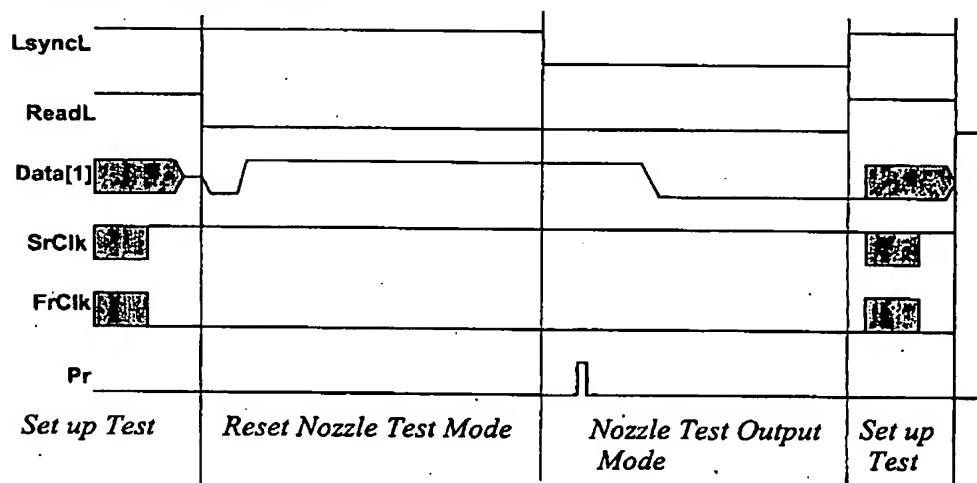 LsyncL
ReadL
Data[1]
SrClk
FrClk
Pr
Set up Test
Reset Nozzle Test Mode
Nozzle Test Output
Mode
Set up
Test